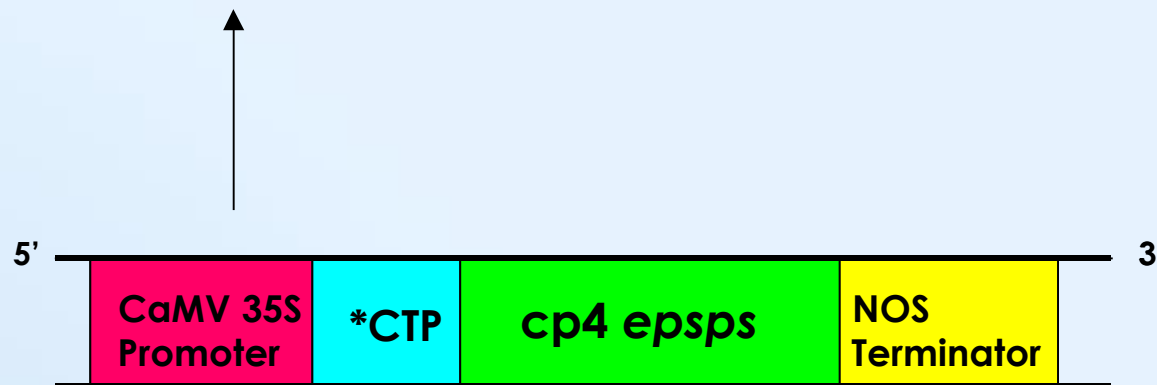 5’
3
CaMV 35S
Promoter
*CTP
cp4 epsps
NOS
Terminator